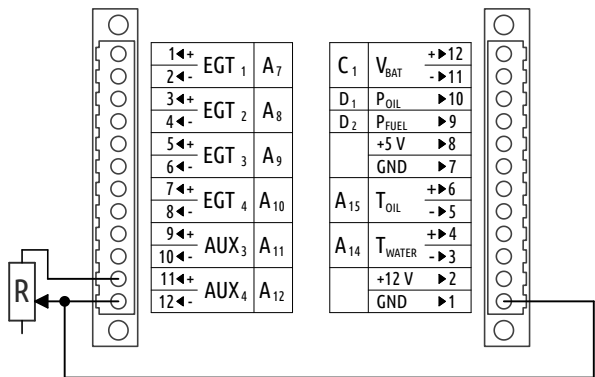 1◄+ EGT 1 A7
2◄-
3◄+ EGT 2 A8
4◄-
5◄+ EGT 3 A9
6◄-
7◄+ EGT 4 A10
8◄-
9◄+ AUX3 A11
10◄-
11◄+ AUX4 A12
12◄-
R
C1 VBAT +►12
-►11
D1 POIL ►10
D2 PFUEL ►9
+5 V ►8
GND ►7
A15 TOIL +►6
-►5
A14 TWATER +►4
-►3
+12 V ►2
GND ►1